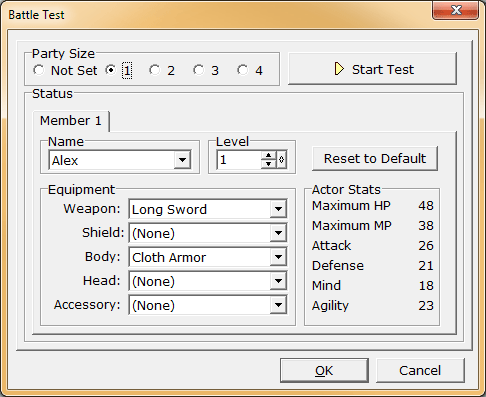 Battle Test
Party Size
Not Set 1 2 3 4
Start Test
Status
Member 1
Name
Alex
Level
1
Reset to Default
Equipment
Weapon: Long Sword
Shield: (None)
Body: Cloth Armor
Head: (None)
Accessory: (None)
Actor Stats
Maximum HP 48
Maximum MP 38
Attack 26
Defense 21
Mind 18
Agility 23
OK
Cancel